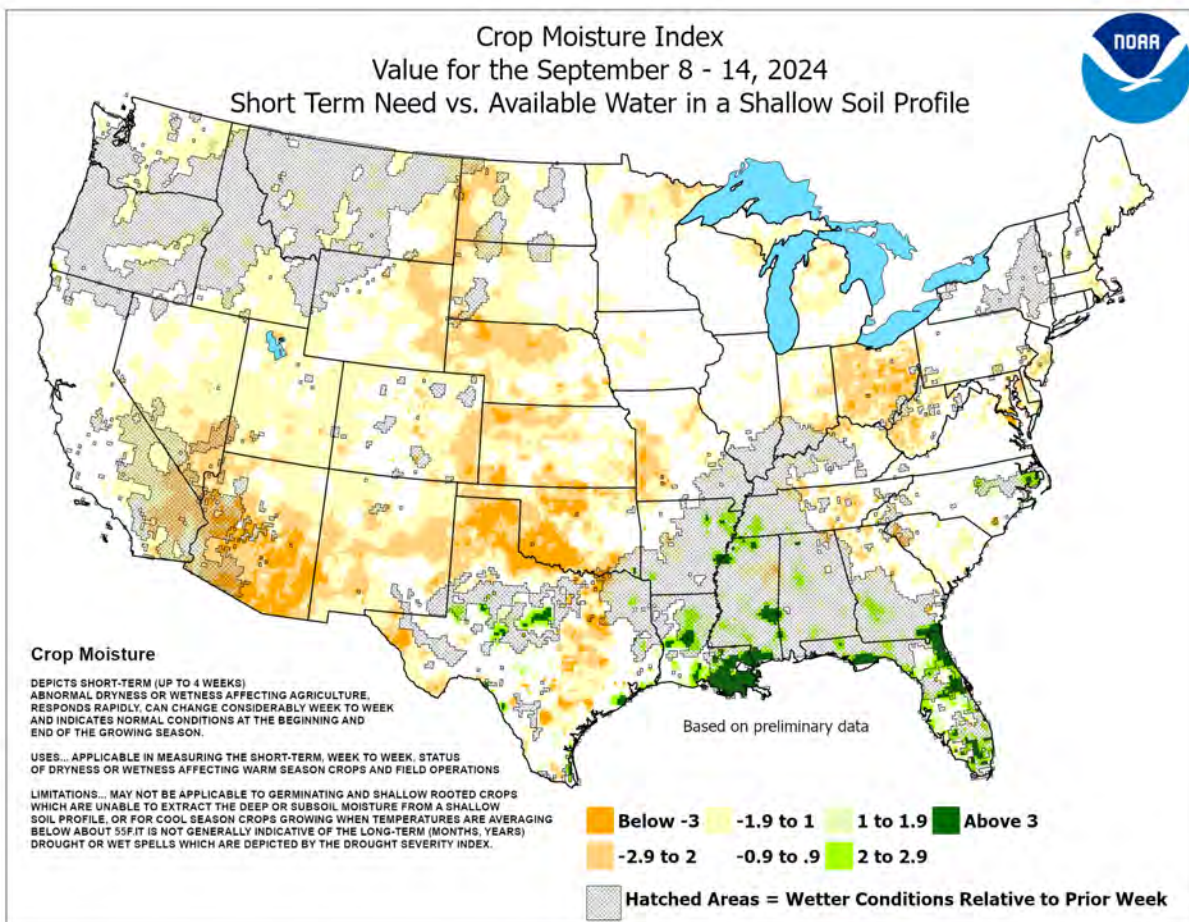 Crop Moisture Index
Value for the September 8 - 14, 2024
Short Term Need vs. Available Water in a Shallow Soil Profile
NOAA
Crop Moisture
DEPICTS SHORT-TERM (UP TO 4 WEEKS)
ABNORMAL DRYNESS OR WETNESS AFFECTING AGRICULTURE,
RESPONDS RAPIDLY, CAN CHANGE CONSIDERABLY WEEK TO WEEK
AND INDICATES NORMAL CONDITIONS AT THE BEGINNING AND
END OF THE GROWING SEASON.
USES... APPLICABLE IN MEASURING THE SHORT-TERM, WEEK TO WEEK, STATUS
OF DRYNESS OR WETNESS AFFECTING WARM SEASON CROPS AND FIELD OPERATIONS
LIMITATIONS... MAY NOT BE APPLICABLE TO GERMINATING AND SHALLOW ROOTED CROPS
WHICH ARE UNABLE TO EXTRACT THE DEEP OR SUBSOIL MOISTURE FROM A SHALLOW
SOIL PROFILE, OR FOR COOL SEASON CROPS GROWING WHEN TEMPERATURES ARE AVERAGING
BELOW ABOUT 55F.IT IS NOT GENERALLY INDICATIVE OF THE LONG-TERM (MONTHS, YEARS)
DROUGHT OR WET SPELLS WHICH ARE DEPICTED BY THE DROUGHT SEVERITY INDEX.
Based on preliminary data
Below -3 -1.9 to 1 1 to 1.9 Above 3
-2.9 to 2 -0.9 to .9 2 to 2.9
Hatched Areas = Wetter Conditions Relative to Prior Week